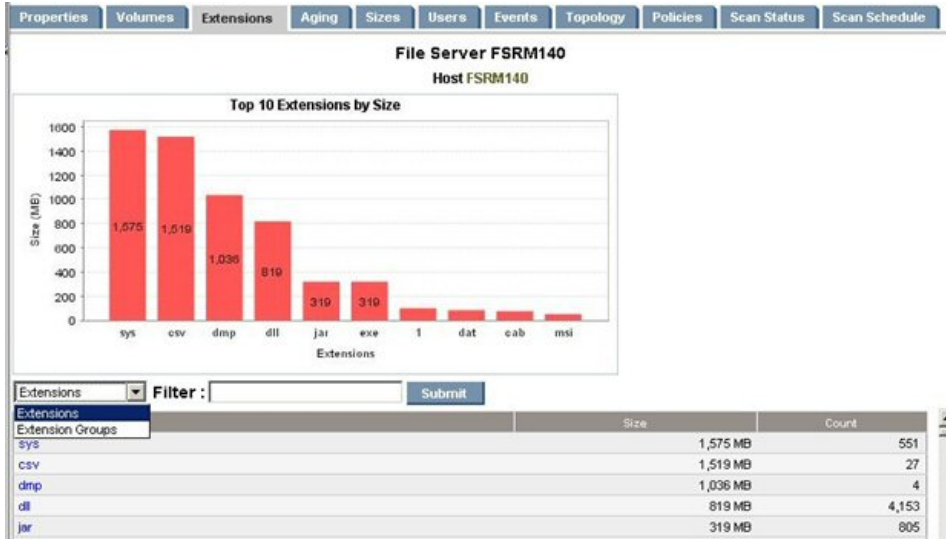 Properties Volumes Extensions Aging Sizes Users Events Topology Policies Scan Status Scan Schedule
File Server FSRM140
Host FSRM140
Top 10 Extensions by Size
Size (MB)
1600
1400
1200
1000
800
600
400
200
0
1,575 1,519 1,036 819 319 319
sys csv dmp dll jar exe 1 dat cab msi
Extensions
Extensions Filter : Submit
Extensions
Extension Groups
Size Count
sys 1,575 MB 551
csv 1,519 MB 27
dmp 1,036 MB 4
dll 819 MB 4,153
jar 319 MB 805